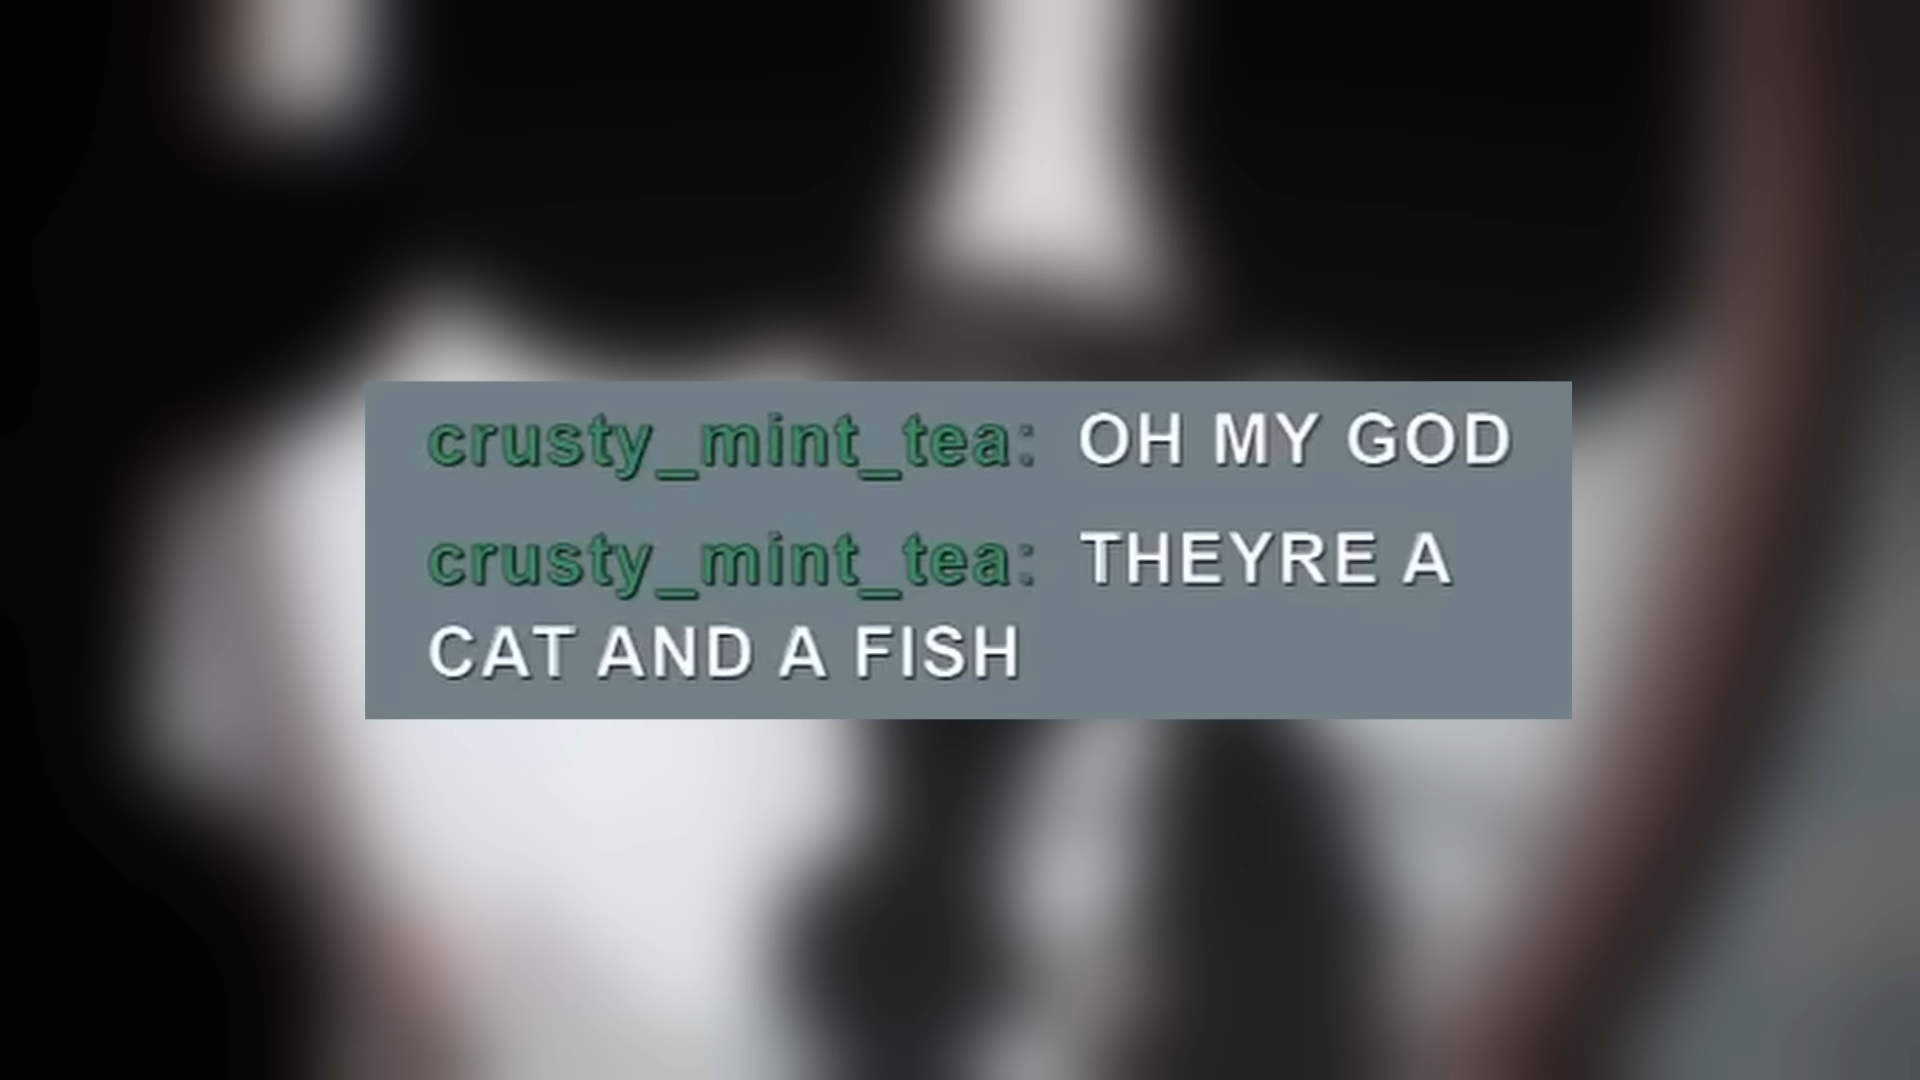 crusty_mint_tea: OH MY GOD
crusty_mint_tea: THEYRE A
CAT AND A FISH